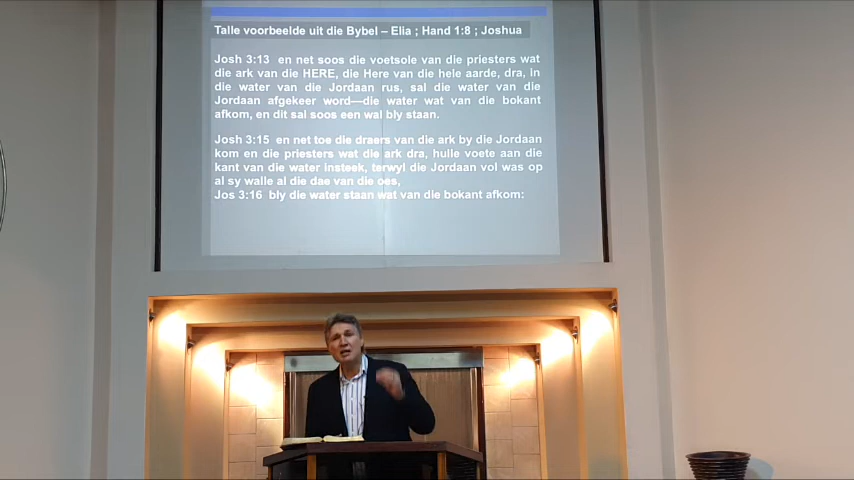 Talle voorbeelde uit die Bybel – Elia ; Hand 1:8 ; Joshua
Josh 3:13 en net soos die voetsole van die priesters wat
die ark van die HERE, die Here van die hele aarde, dra, in
die water van die Jordaan rus, sal die water van die
Jordaan afgekeer word—die water wat van die bokant
afkom, en dit sal soos een wal bly staan.
Josh 3:15 en net toe die draers van die ark by die Jordaan
kom en die priesters wat die ark dra, hulle voete aan die
kant van die water insteek, terwyl die Jordaan vol was op
al sy walle al die dae van die oes,
Jos 3:16 bly die water staan wat van die bokant afkom: